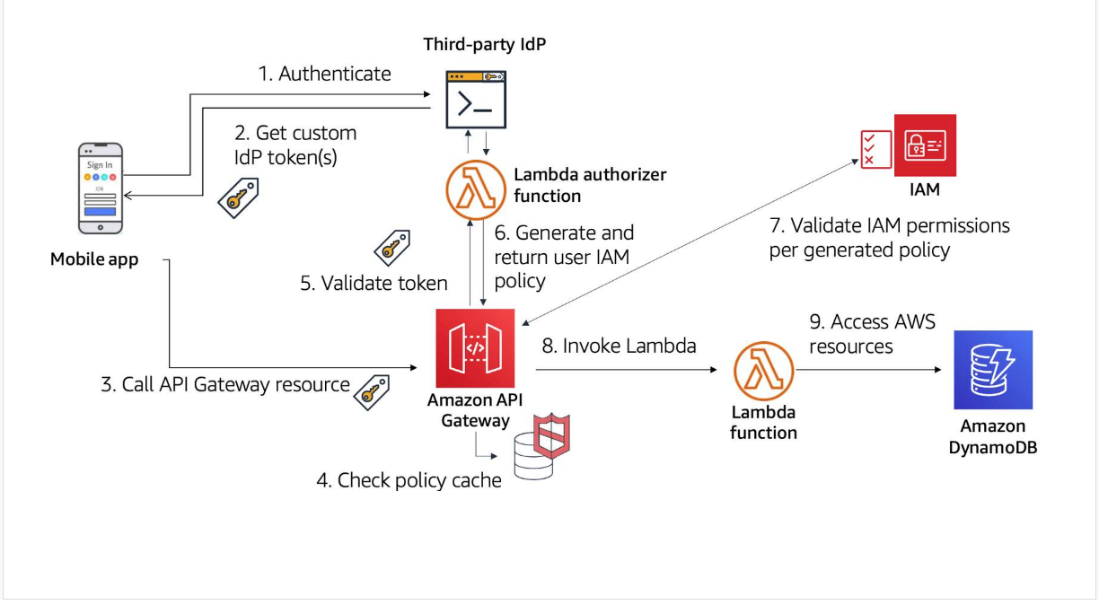 Third-party IdP
1. Authenticate
2. Get custom
IdP token(s)
Sign In
OR
Mobile app
Lambda authorizer
function
IAM
6. Generate and
return user IAM
policy
7. Validate IAM permissions
per generated policy
5. Validate token
3. Call API Gateway resource
Amazon API
Gateway
8. Invoke Lambda
9. Access AWS
resources
Lambda
function
Amazon
DynamoDB
4. Check policy cache